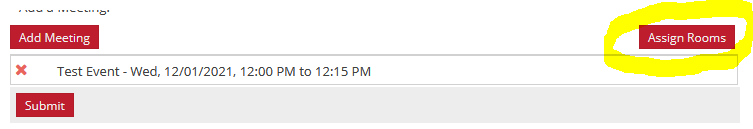 Add a Meeting.
Add Meeting
Assign Rooms
Test Event - Wed, 12/01/2021, 12:00 PM to 12:15 PM
Submit